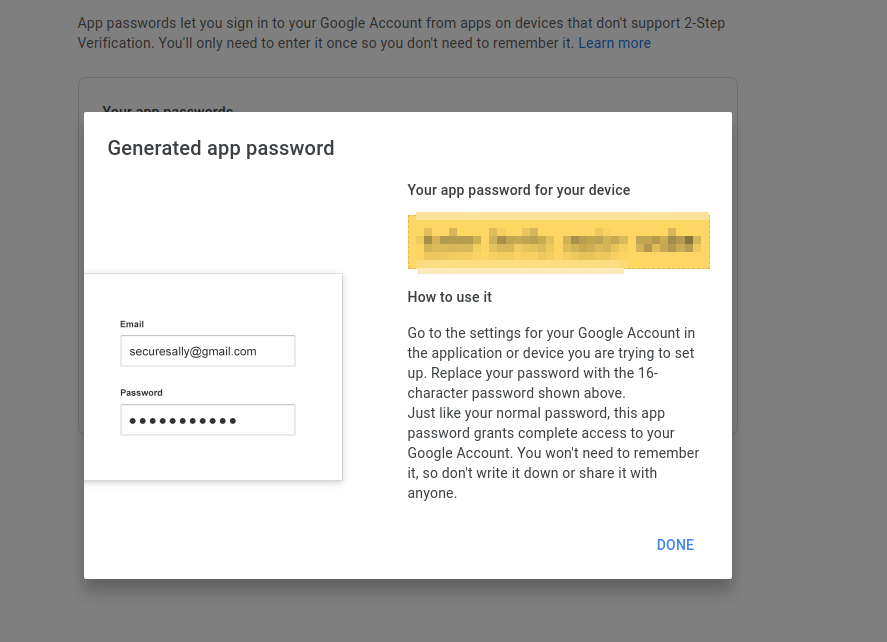 App passwords let you sign in to your Google Account from apps on devices that don't support 2-Step
Verification. You'll only need to enter it once so you don't need to remember it. Learn more
Your app passwords
Generated app password
Your app password for your device
How to use it
Go to the settings for your Google Account in
the application or device you are trying to set
up. Replace your password with the 16-
character password shown above.
Just like your normal password, this app
password grants complete access to your
Google Account. You won't need to remember
it, so don't write it down or share it with
anyone.
Email
securesally@gmail.com
Password
DONE